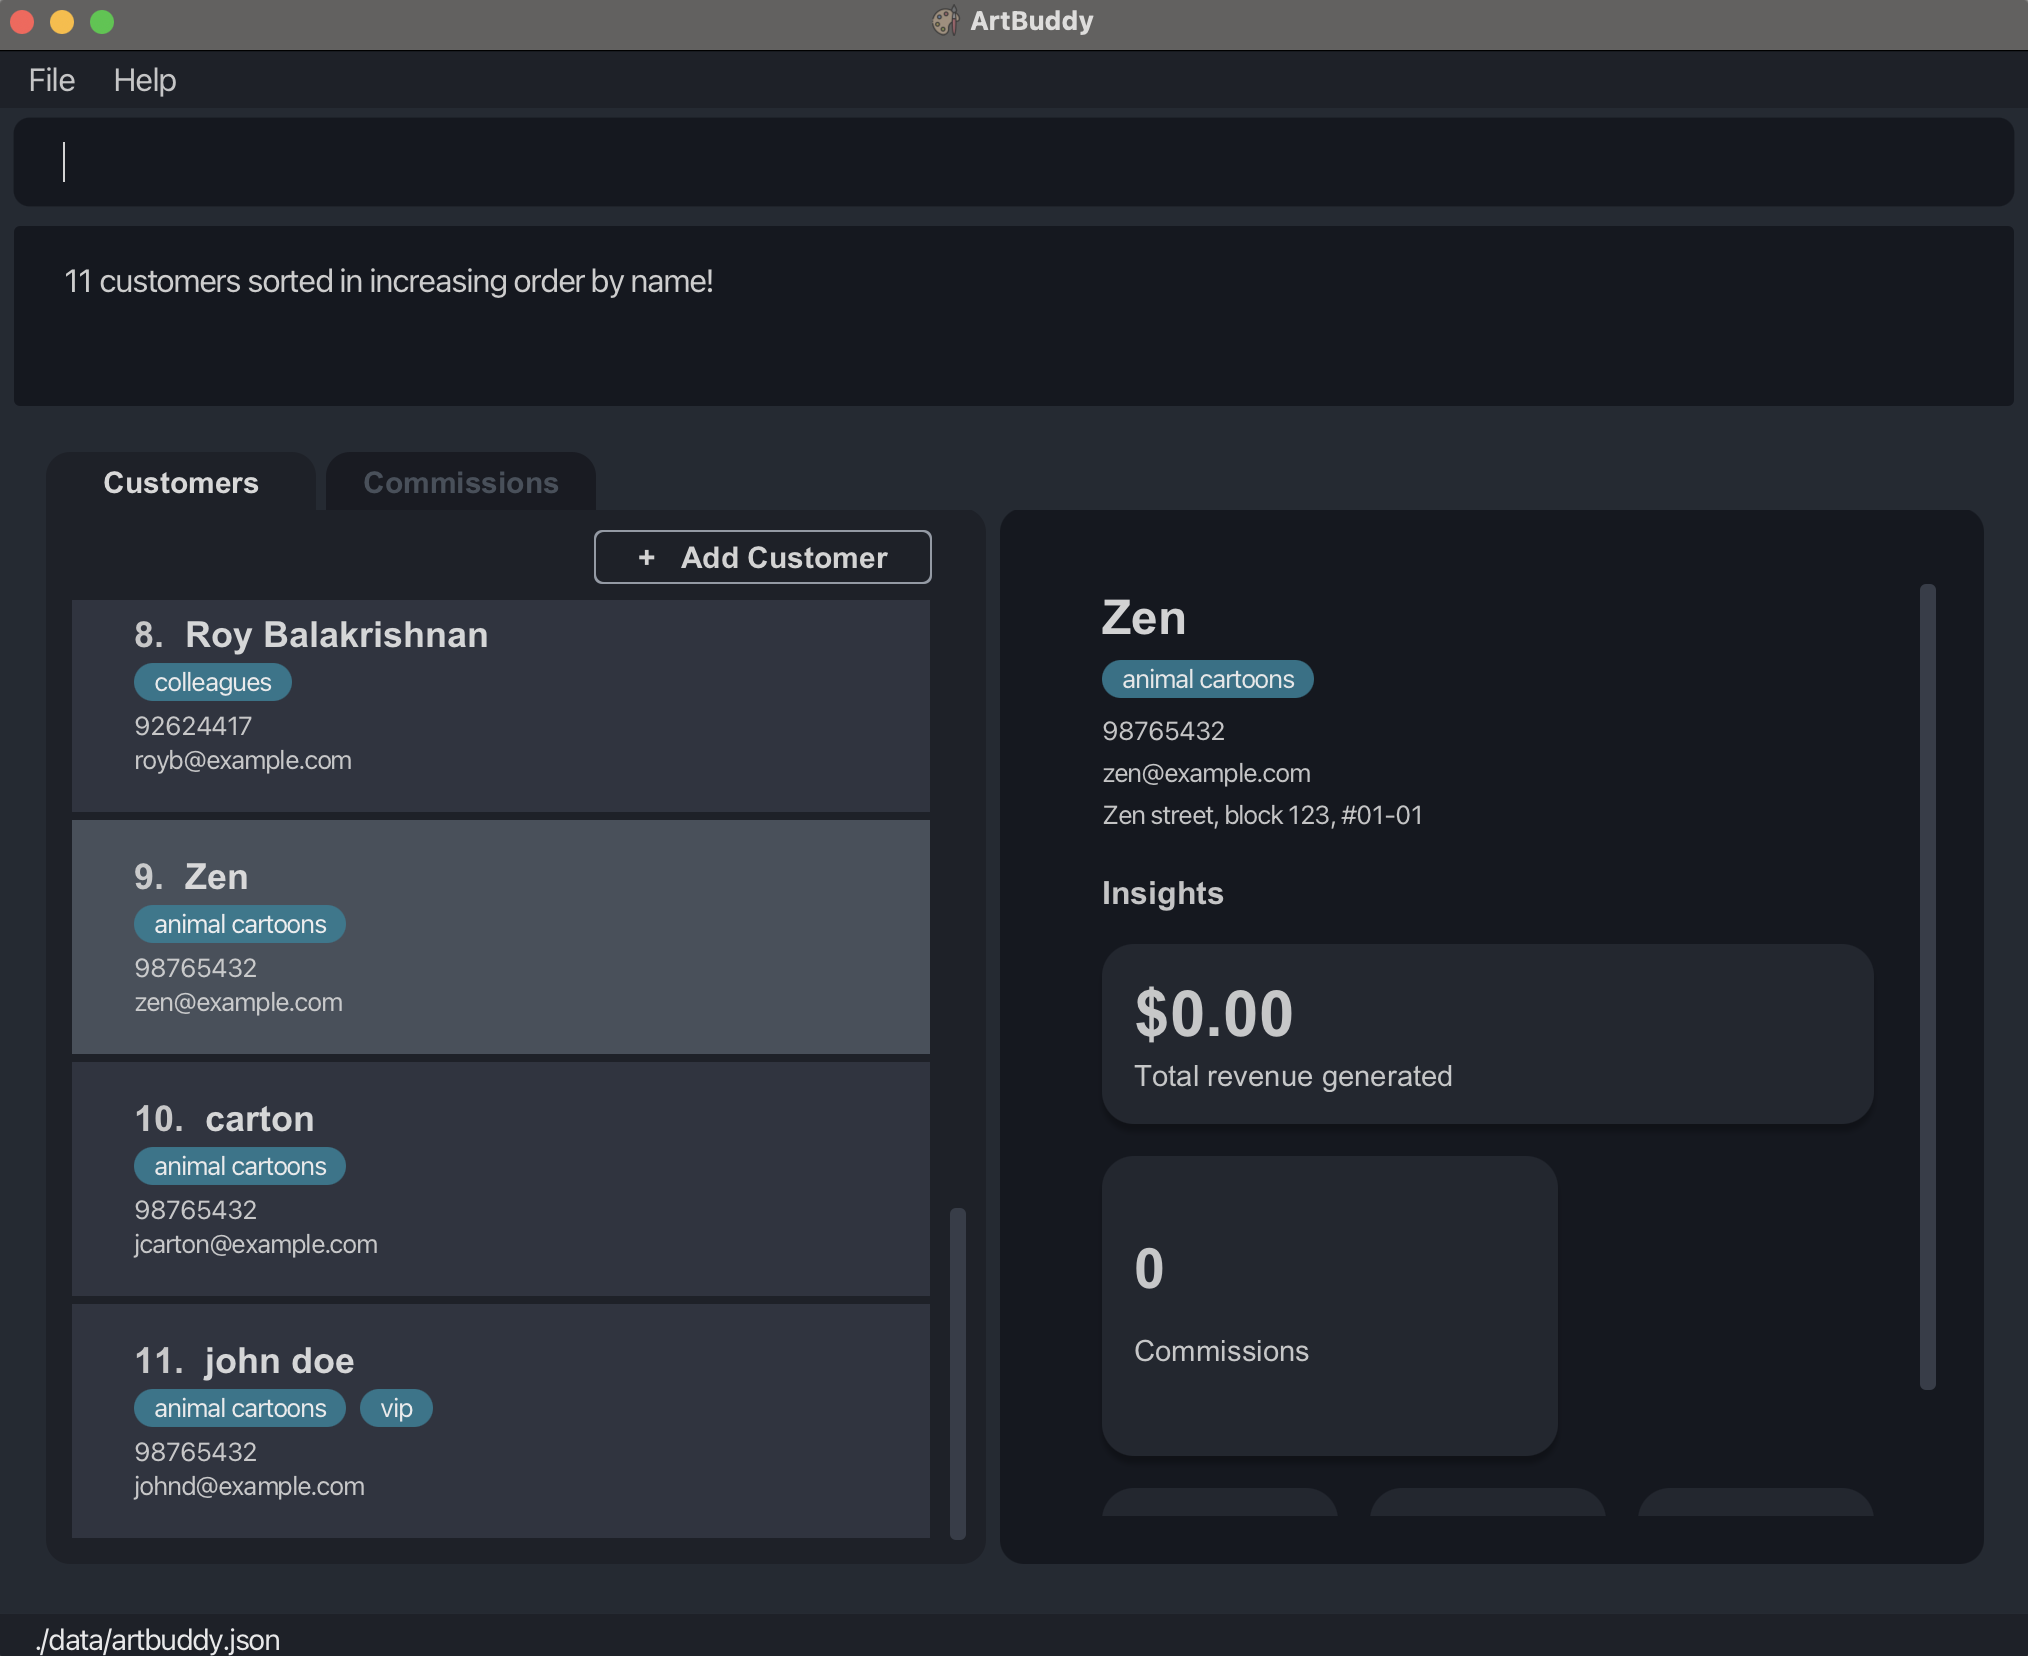 ArtBuddy
File Help
11 customers sorted in increasing order by name!
Customers Commissions
+ Add Customer
8. Roy Balakrishnan
colleagues
92624417
royb@example.com
9. Zen
animal cartoons
98765432
zen@example.com
10. carton
animal cartoons
98765432
jcarton@example.com
11. john doe
animal cartoons vip
98765432
johnd@example.com
Zen
animal cartoons
98765432
zen@example.com
Zen street, block 123, #01-01
Insights
$0.00
Total revenue generated
0
Commissions
./data/artbuddy.json